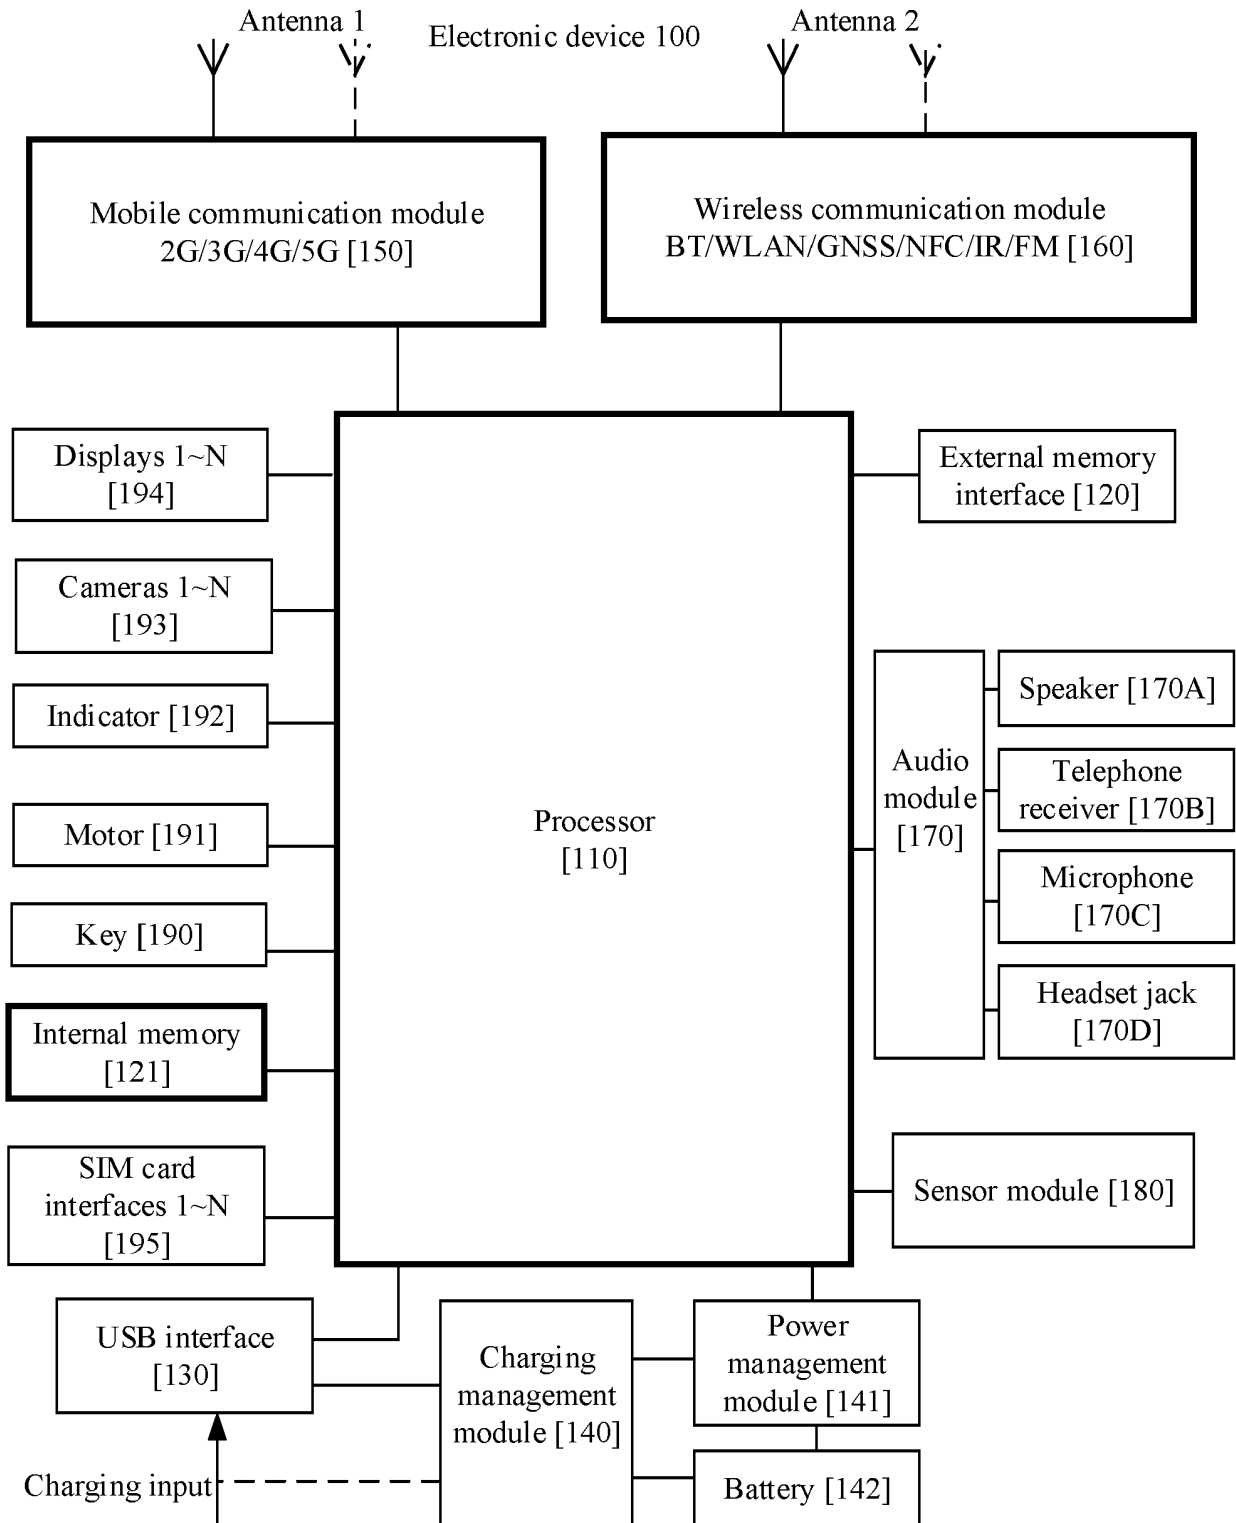 Antenna 1
Electronic device 100
Antenna 2
Mobile communication module
2G/3G/4G/5G [150]
Wireless communication module
BT/WLAN/GNSS/NFC/IR/FM [160]
Displays 1~N
[194]
External memory
interface [120]
Cameras 1~N
[193]
Indicator [192]
Motor [191]
Key [190]
Internal memory
[121]
SIM card
interfaces 1~N
[195]
Processor
[110]
Audio
module
[170]
Speaker [170A]
Telephone
receiver [170B]
Microphone
[170C]
Headset jack
[170D]
Sensor module [180]
USB interface
[130]
Charging
management
module [140]
Power
management
module [141]
Charging input
Battery [142]